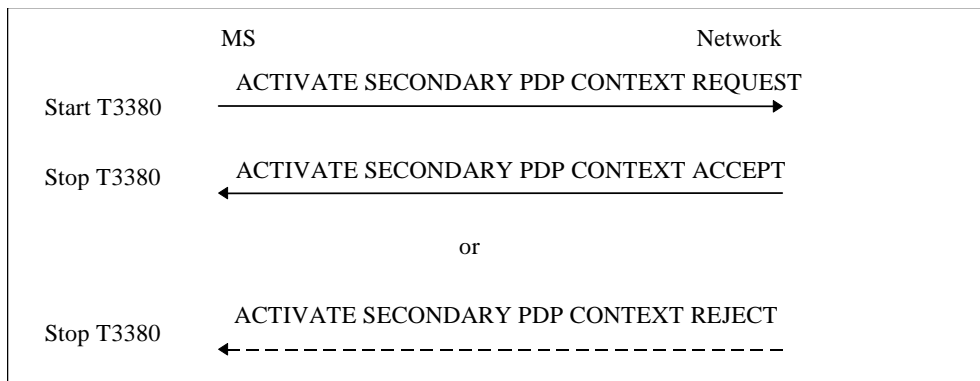 MS Network
ACTIVATE SECONDARY PDP CONTEXT REQUEST
Start T3380
ACTIVATE SECONDARY PDP CONTEXT ACCEPT
Stop T3380
or
ACTIVATE SECONDARY PDP CONTEXT REJECT
Stop T3380